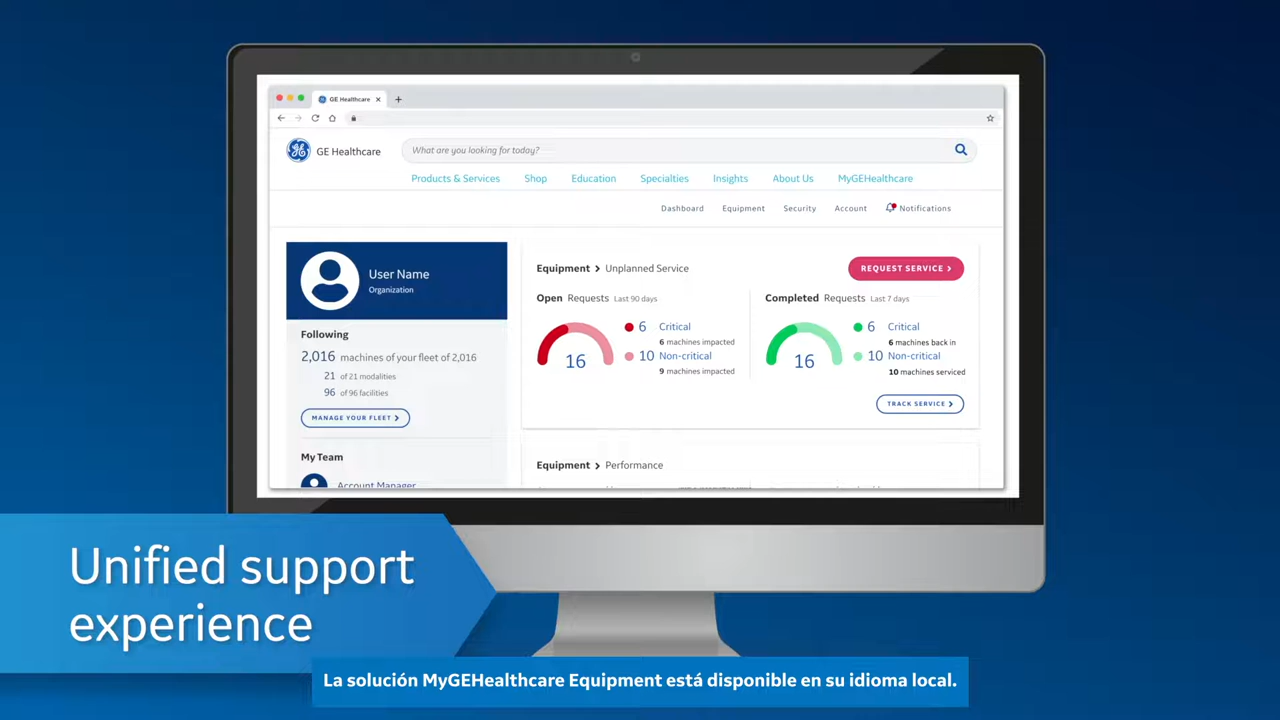 GE Healthcare
GE Healthcare
What are you looking for today?
Products & Services Shop Education Specialties Insights About Us MyGEHealthcare
Dashboard Equipment Security Account Notifications
User Name
Organization
Following
2,016 machines of your fleet of 2,016
21 of 21 modalities
96 of 96 facilities
MANAGE YOUR FLEET
My Team
Account Manager
Equipment > Unplanned Service
REQUEST SERVICE >
Open Requests Last 90 days
16
6 Critical
6 machines impacted
10 Non-critical
9 machines impacted
Completed Requests Last 7 days
16
6 Critical
6 machines back in
10 Non-critical
10 machines serviced
TRACK SERVICE >
Equipment > Performance
Unified support
experience
La solución MyGEHealthcare Equipment está disponible en su idioma local.